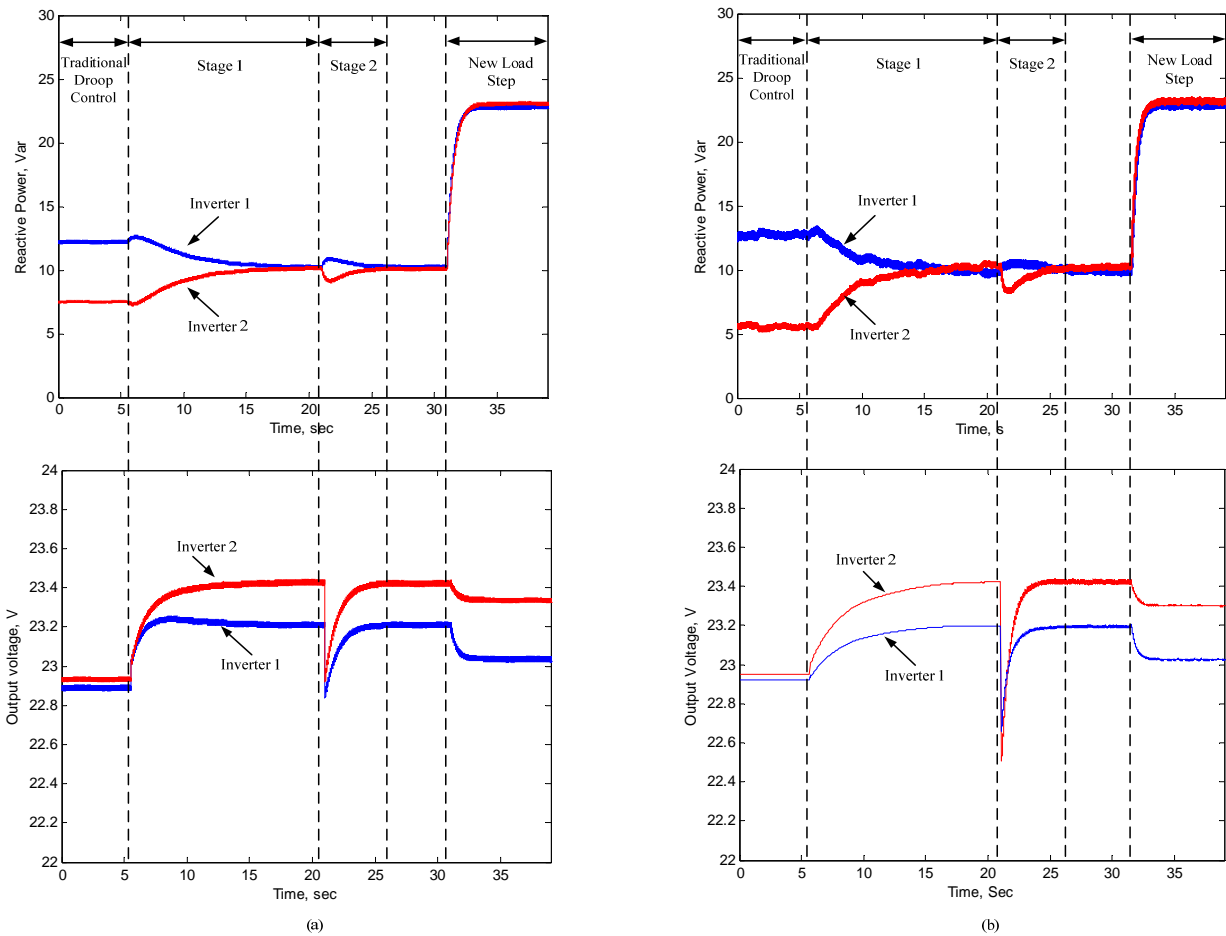 30
25
20
15
10
5
0
Reactive Power, Var
Traditional
Droop
Control
Stage 1
Stage 2
New Load
Step
Inverter 1
Inverter 2
0
5
10
15
20
25
30
35
Time, sec
30
25
20
15
10
5
0
Reactive Power, Var
Traditional
Droop
Control
Stage 1
Stage 2
New Load
Step
Inverter 1
Inverter 2
0
5
10
15
20
25
30
35
Time, s
24
23.8
23.6
23.4
23.2
23
22.8
22.6
22.4
22.2
22
Output voltage, V
Inverter 2
Inverter 1
0
5
10
15
20
25
30
35
Time, sec
(a)
24
23.8
23.6
23.4
23.2
23
22.8
22.6
22.4
22.2
22
Output Voltage, V
Inverter 2
Inverter 1
0
5
10
15
20
25
30
35
Time, Sec
(b)